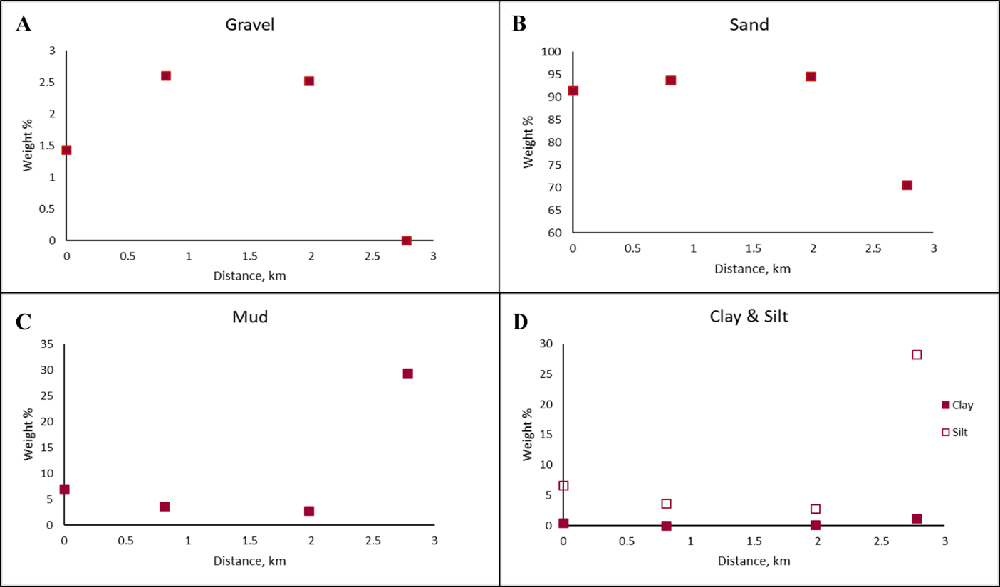 A
Gravel
3
2.5
2
1.5
1
0.5
0
Weight %
0 0.5 1 1.5 2 2.5 3
Distance, km
B
Sand
100
95
90
85
80
75
70
65
60
Weight %
0 0.5 1 1.5 2 2.5 3
Distance, km
C
Mud
35
30
25
20
15
10
5
0
Weight %
0 0.5 1 1.5 2 2.5 3
Distance, km
D
Clay & Silt
30
25
20
15
10
5
0
Weight %
0 0.5 1 1.5 2 2.5 3
Distance, km
Clay
Silt